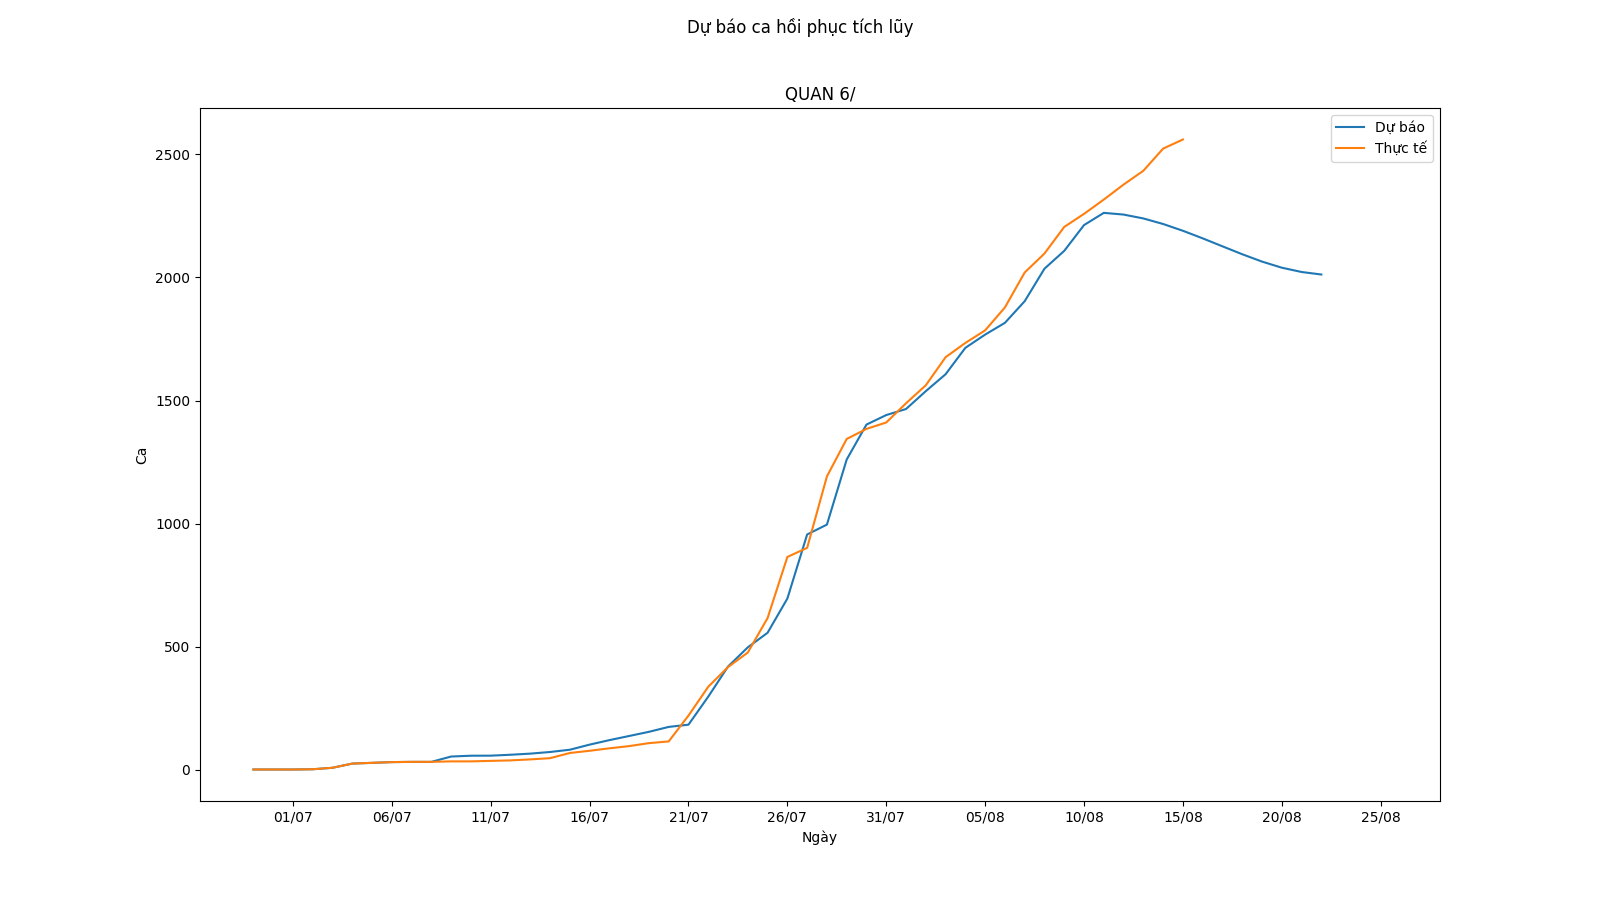 Dự báo ca hồi phục tích lũy
QUAN 6/
Dự báo
Thực tế
2500
2000
1500
1000
500
0
Ca
01/07 06/07 11/07 16/07 21/07 26/07 31/07 05/08 10/08 15/08 20/08 25/08
Ngày